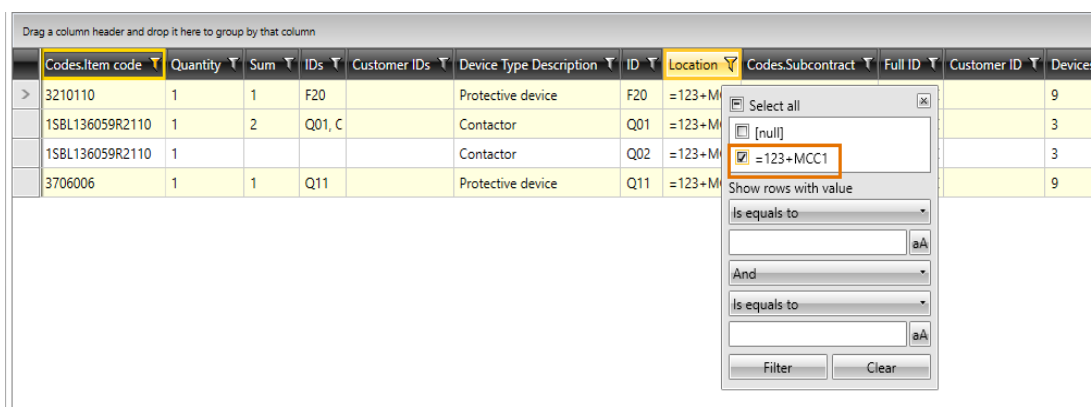 Drag a column header and drop it here to group by that column
Codes.Item code Quantity Sum IDs Customer IDs Device Type Description ID Location Codes.Subcontract Full ID Customer ID Devices
3210110 1 1 F20 Protective device F20 =123+M 9
1SBL136059R2110 1 2 Q01, C Contactor Q01 =123+M 3
1SBL136059R2110 1 Contactor Q02 =123+M 3
3706006 1 1 Q11 Protective device Q11 =123+M 9
Select all
[null]
=123+MCC1
Show rows with value
Is equals to
aA
And
Is equals to
aA
Filter Clear